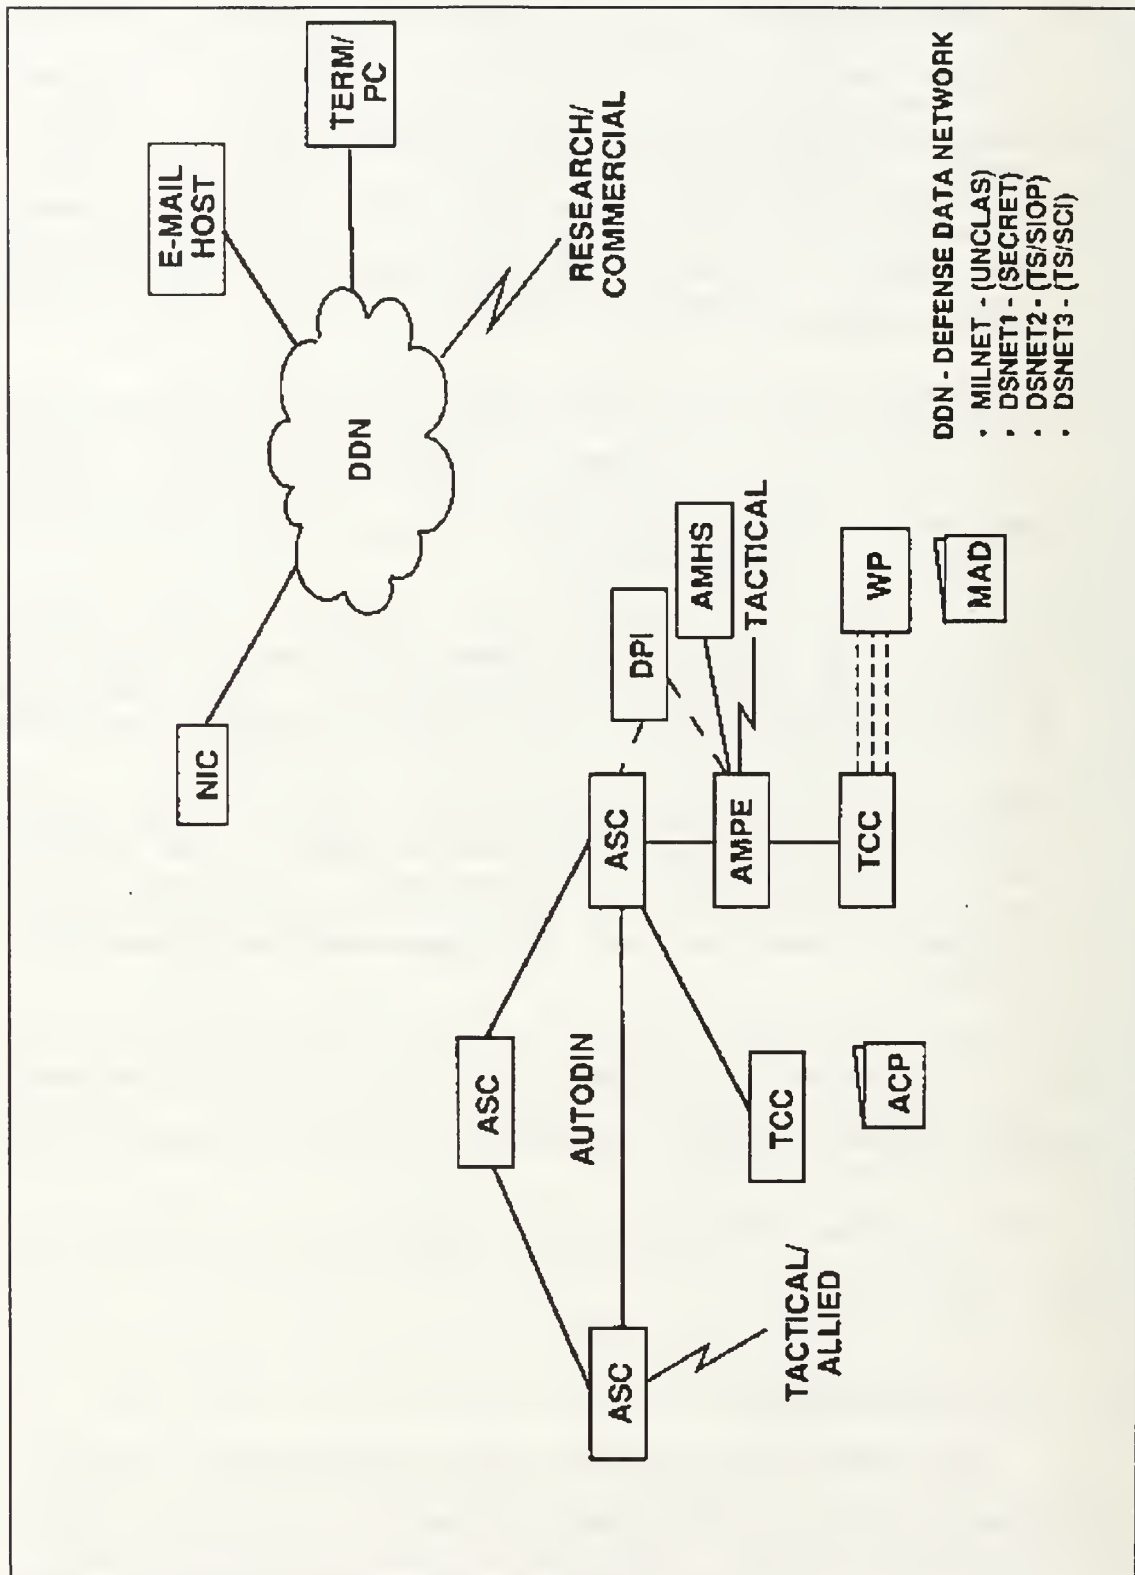 E-MAIL
HOST
TERM/
PC
NIC
DDN
RESEARCH/
COMMERCIAL
ASC
AUTODIN
ASC
ASC
DPI
AMHS
AMPE
TACTICAL
TACTICAL/
ALLIED
TCC
TCC
WP
ACP
MAD
DDN - DEFENSE DATA NETWORK
• MILNET - (UNCLAS)
• DSNET1 - (SECRET)
• DSNET2 - (TS/SIOP)
• DSNET3 - (TS/SCI)